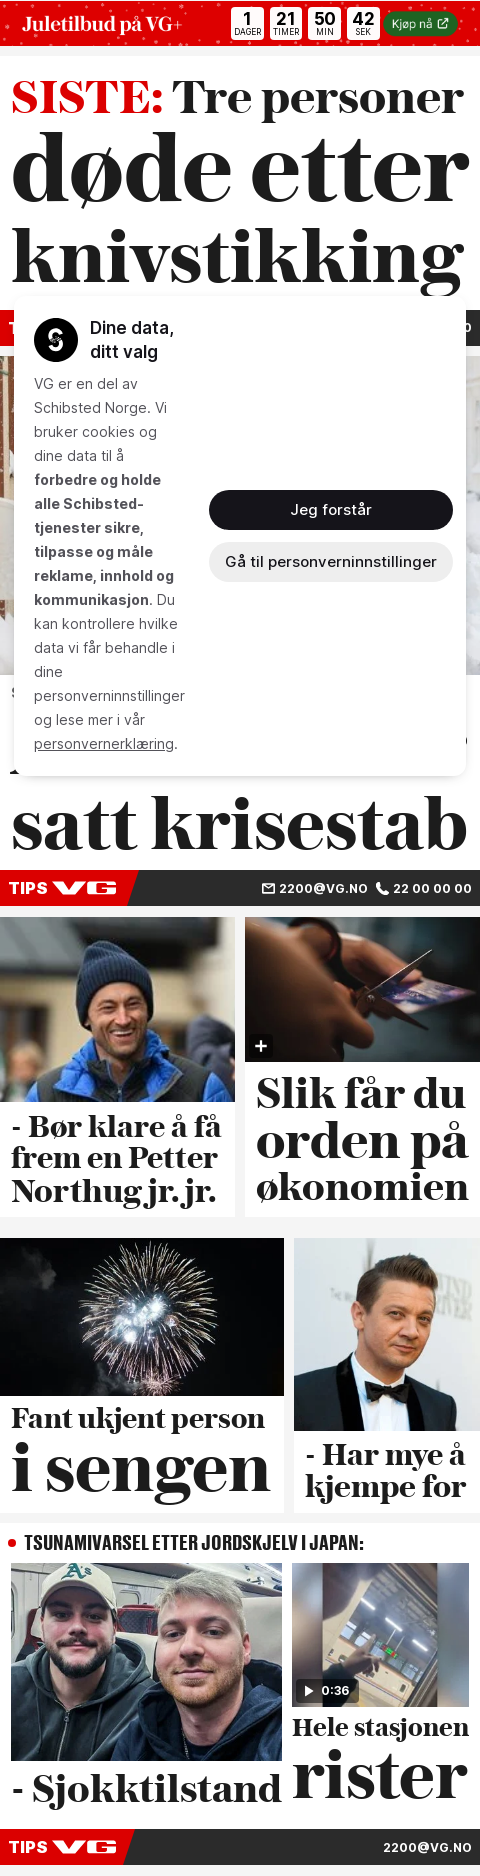 Juletilbud på VG+
1 DAGER 21 TIMER 50 MIN 42 SEK
Kjøp nå
SISTE: Tre personer
døde etter
knivstikking
Dine data,
ditt valg
VG er en del av
Schibsted Norge. Vi
bruker cookies og
dine data til å
forbedre og holde
alle Schibsted-
tjenester sikre,
tilpasse og måle
reklame, innhold og
kommunikasjon. Du
kan kontrollere hvilke
data vi får behandle i
dine
personverninnstillinger
og lese mer i vår
personvernerklæring.
Jeg forstår
Gå til personverninnstillinger
satt krisestab
TIPS VG 2200@VG.NO 22 00 00 00
- Bør klare å få
frem en Petter
Northug jr. jr.
Slik får du
orden på
økonomien
Fant ukjent person
i sengen
- Har mye å
kjempe for
TSUNAMIVARSEL ETTER JORDSKJELV I JAPAN:
A's
- Sjokktilstand
0:36
Hele stasjonen
rister
TIPS VG 2200@VG.NO